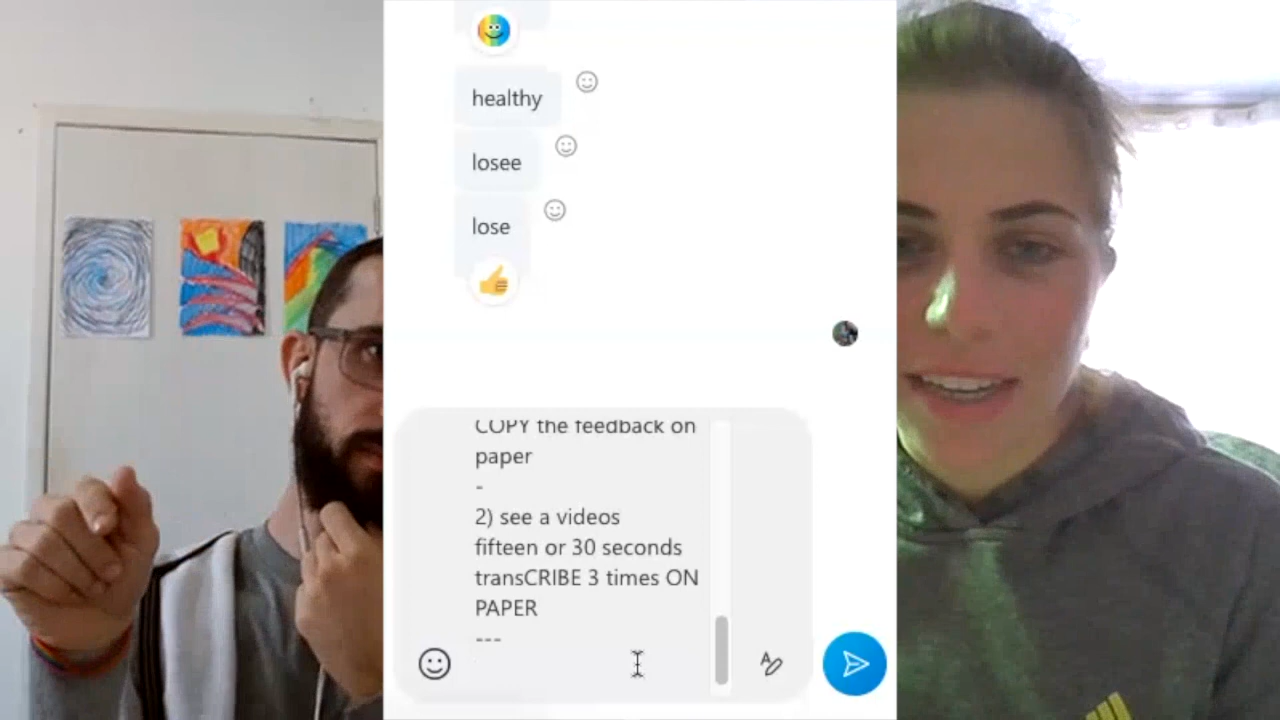 healthy
losee
lose
COPY the feedback on
paper
-
2) see a videos
fifteen or 30 seconds
transCRIBE 3 times ON
PAPER
---